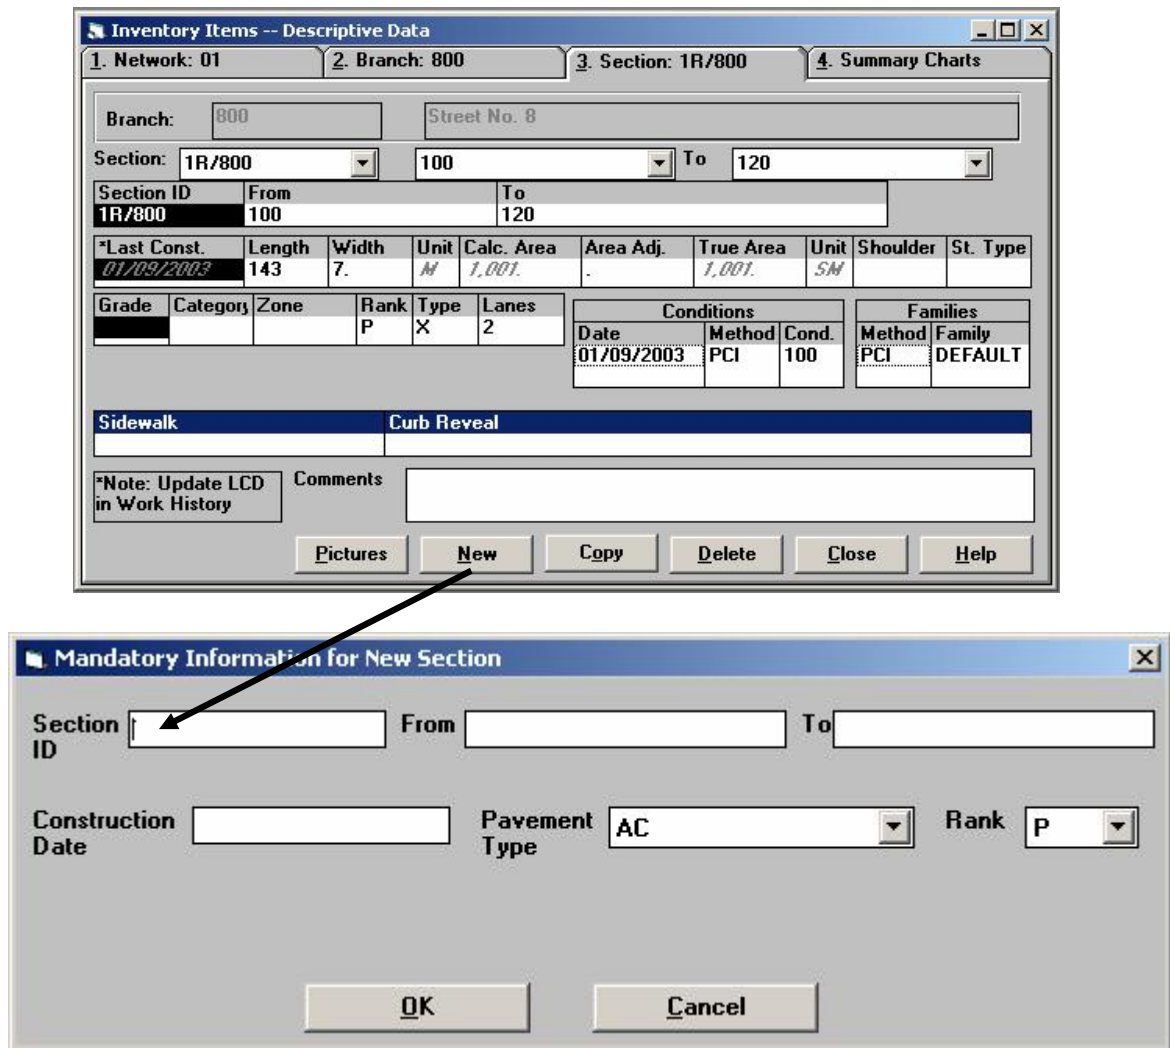 Inventory Items -- Descriptive Data
1. Network: 01 2. Branch: 800 3. Section: 1R/800 4. Summary Charts
Branch: 800 Street No. 8
Section: 1R/800 100 To 120
Section ID From To
1R/800 100 120
*Last Const. Length Width Unit Calc. Area Area Adj. True Area Unit Shoulder St. Type
01/09/2003 143 7. M 1,001. . 1,001. SM
Grade Category Zone Rank Type Lanes
P X 2
Conditions
Date Method Cond.
01/09/2003 PCI 100
Families
Method Family
PCI DEFAULT
Sidewalk Curb Reveal
*Note: Update LCD
in Work History
Comments
Pictures New Copy Delete Close Help
Mandatory Information for New Section
Section
ID
From To
Construction
Date
Pavement
Type
AC Rank P
OK Cancel